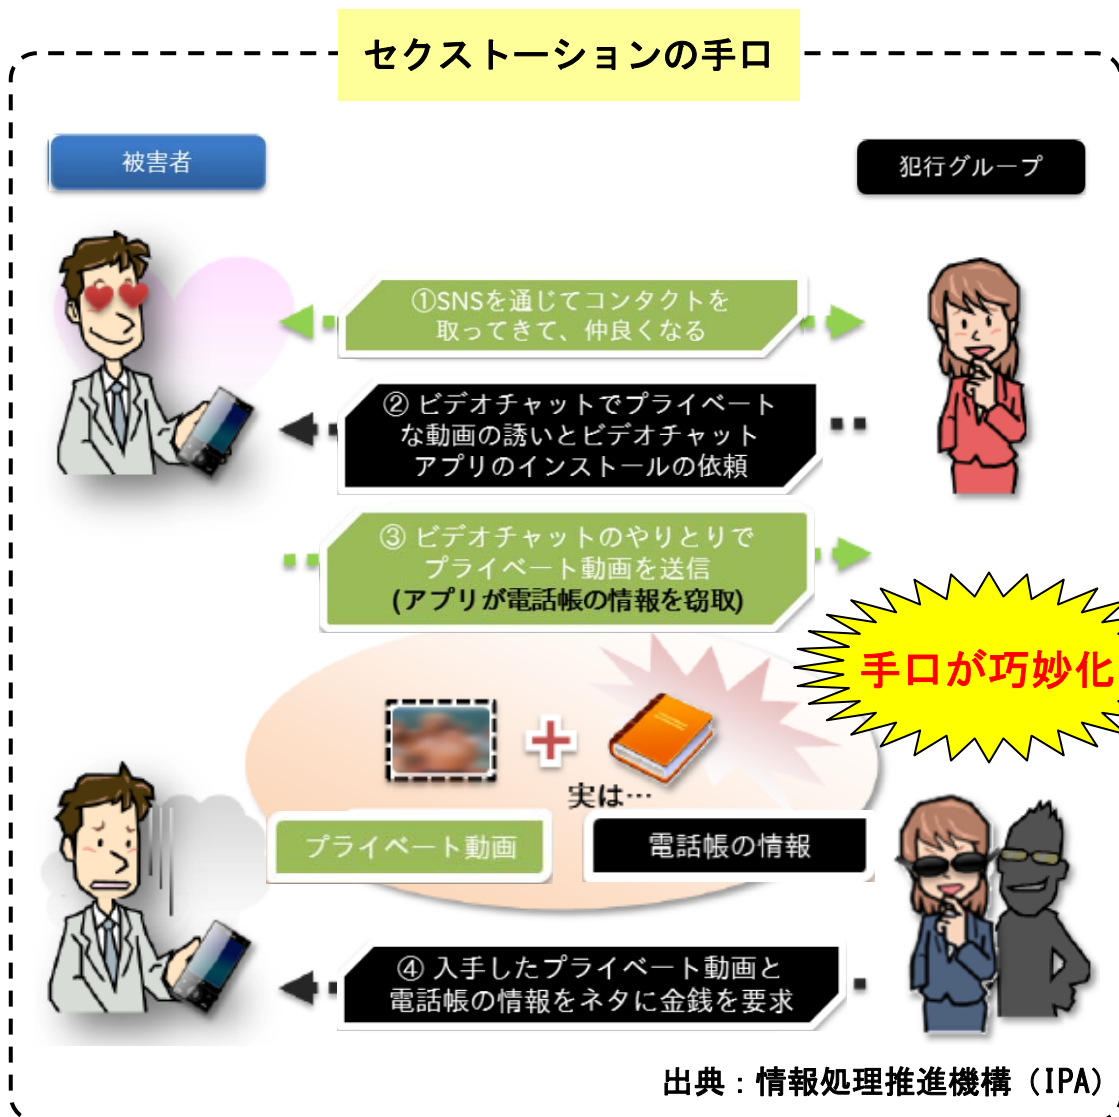 セクストーションの手口
被害者
犯行グループ
①SNSを通じてコンタクトを
取ってきて、仲良くなる
② ビデオチャットでプライベート
な動画の誘いとビデオチャット
アプリのインストールの依頼
③ ビデオチャットのやりとりで
プライベート動画を送信
(アプリが電話帳の情報を窃取)
手口が巧妙化
実は…
プライベート動画
電話帳の情報
④ 入手したプライベート動画と
電話帳の情報をネタに金銭を要求
出典：情報処理推進機構（IPA）